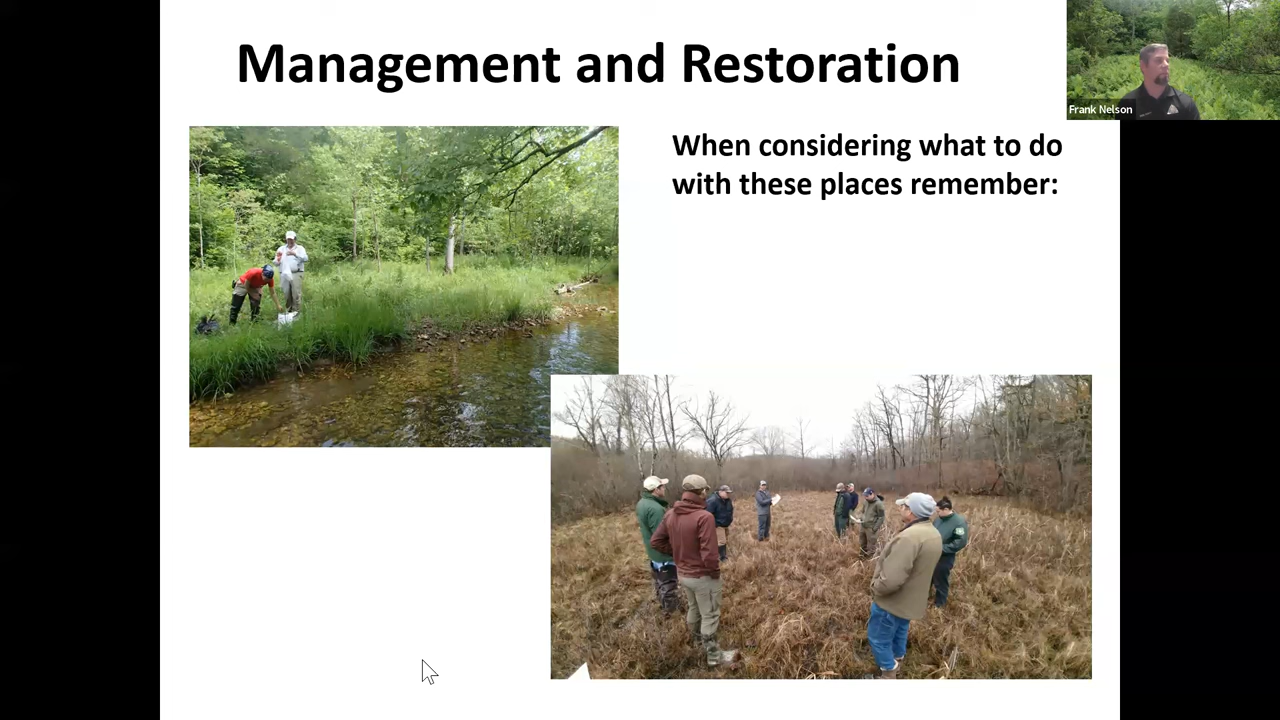 Management and Restoration
Frank Nelson
When considering what to do
with these places remember: